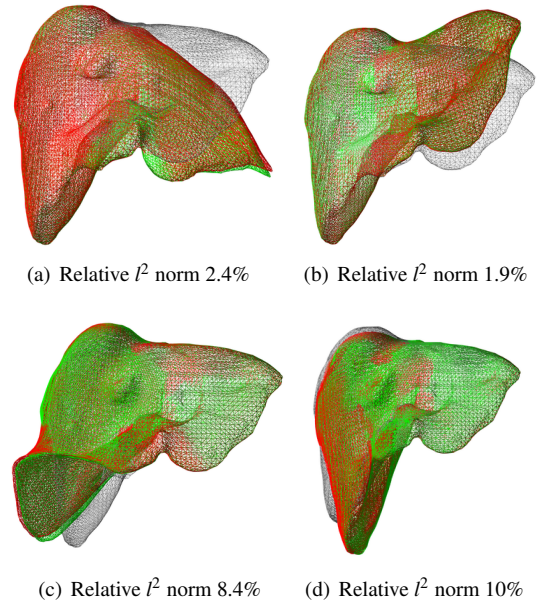 (a) Relative l² norm 2.4%
(b) Relative l² norm 1.9%
(c) Relative l² norm 8.4%
(d) Relative l² norm 10%